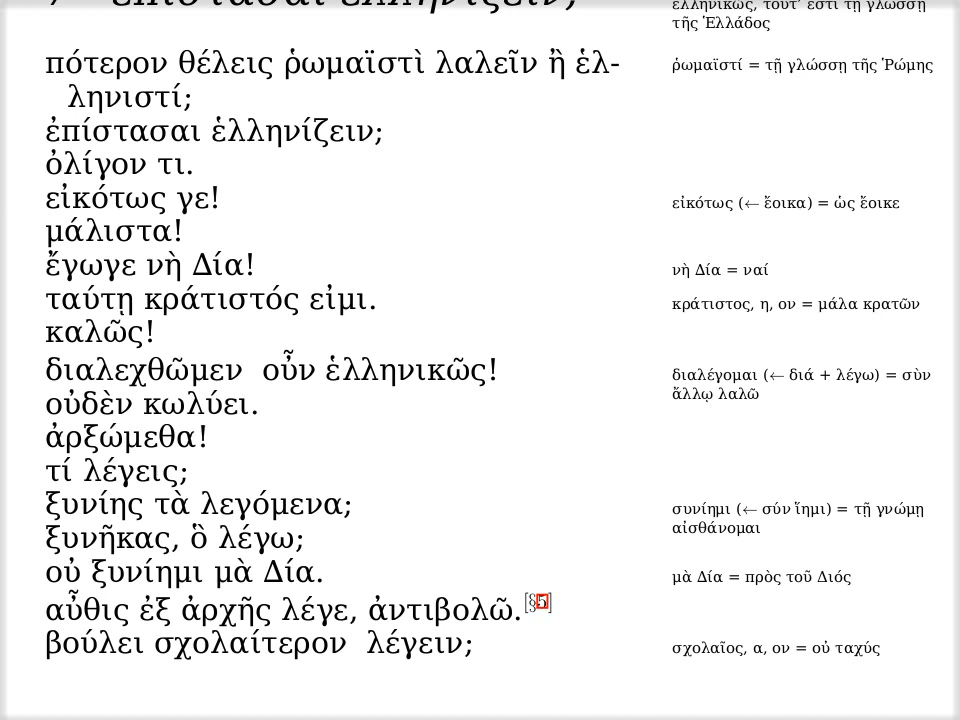 ἐπίστασαι ἑλληνίζειν;
πότερον θέλεις ῥωμαϊστὶ λαλεῖν ἢ ἑλ-
ληνιστί;
ἐπίστασαι ἑλληνίζειν;
ὀλίγον τι.
εἰκότως γε!
μάλιστα!
ἔγωγε νὴ Δία!
ταύτῃ κράτιστός εἰμι.
καλῶς!
διαλεχθῶμεν οὖν ἑλληνικῶς!
οὐδὲν κωλύει.
ἀρξώμεθα!
τί λέγεις;
ξυνίης τὰ λεγόμενα;
ξυνῆκας, ὃ λέγω;
οὐ ξυνίημι μὰ Δία.
αὖθις ἐξ ἀρχῆς λέγε, ἀντιβολῶ.[§5]
βούλει σχολαίτερον λέγειν;
ἑλληνικῶς, τοῦτ’ ἔστι τῇ γλώσσῃ
τῆς Ἑλλάδος
ῥωμαϊστί = τῇ γλώσσῃ τῆς Ῥώμης
εἰκότως (← ἔοικα) = ὡς ἔοικε
νὴ Δία = ναί
κράτιστος, η, ον = μάλα κρατῶν
διαλέγομαι (← διά + λέγω) = σὺν
ἄλλῳ λαλῶ
συνίημι (← σύν ἵημι) = τῇ γνώμῃ
αἰσθάνομαι
μὰ Δία = πρὸς τοῦ Διός
σχολαῖος, α, ον = οὐ ταχύς